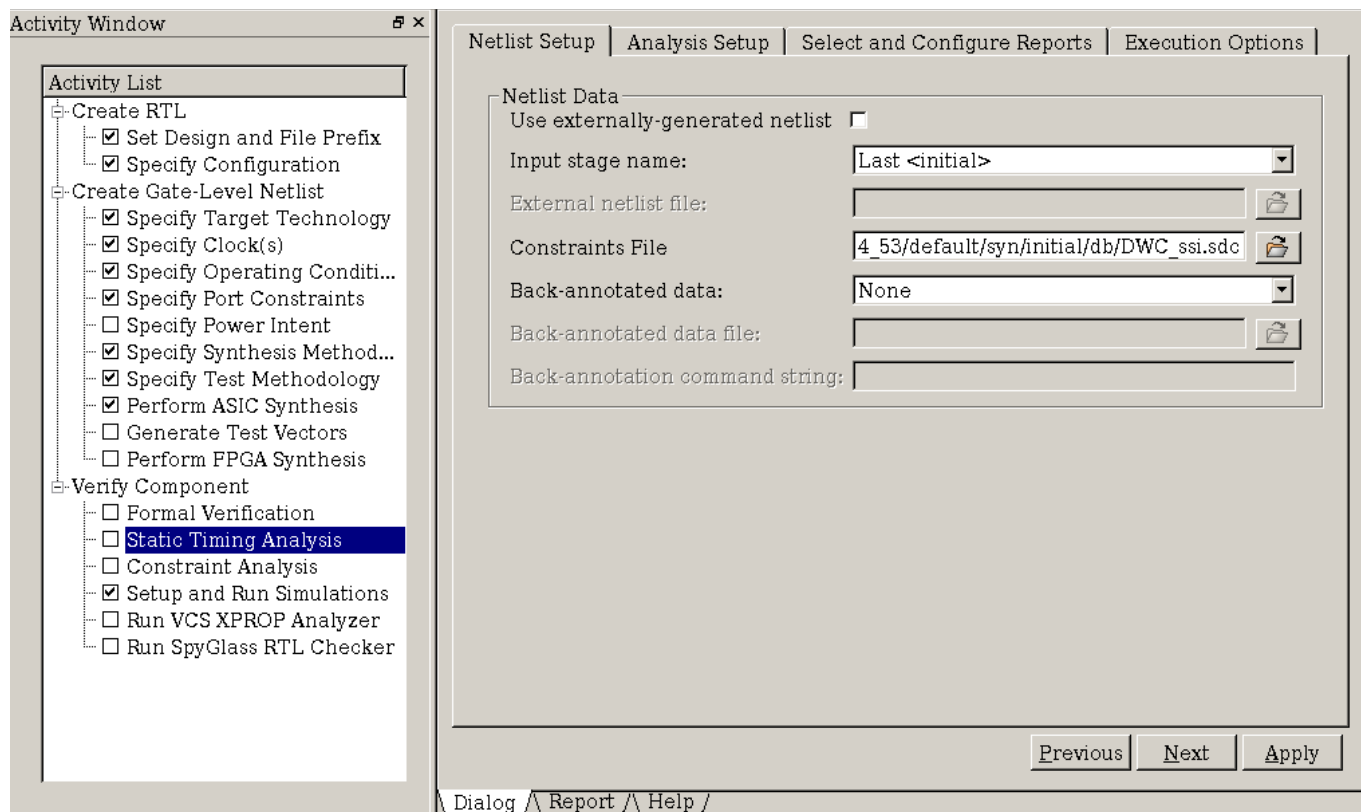 Activity Window
Activity List
Create RTL
Set Design and File Prefix
Specify Configuration
Create Gate-Level Netlist
Specify Target Technology
Specify Clock(s)
Specify Operating Conditi...
Specify Port Constraints
Specify Power Intent
Specify Synthesis Method...
Specify Test Methodology
Perform ASIC Synthesis
Generate Test Vectors
Perform FPGA Synthesis
Verify Component
Formal Verification
Static Timing Analysis
Constraint Analysis
Setup and Run Simulations
Run VCS XPROP Analyzer
Run SpyGlass RTL Checker
Netlist Setup Analysis Setup Select and Configure Reports Execution Options
Netlist Data
Use externally-generated netlist
Input stage name: Last <initial>
External netlist file:
Constraints File 4_53/default/syn/initial/db/DWC_ssi.sdc
Back-annotated data: None
Back-annotated data file:
Back-annotation command string:
Previous Next Apply
Dialog Report Help